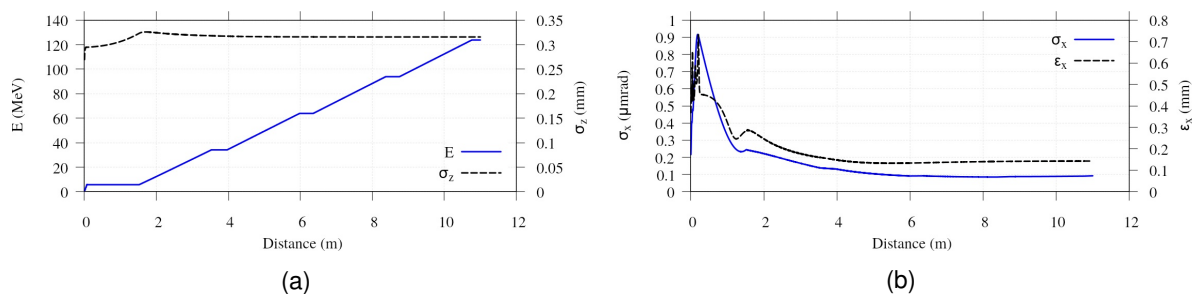 140
120
100
80
60
40
20
0
E (MeV)
0 2 4 6 8 10 12
Distance (m)
0.35
0.3
0.25
0.2
0.15
0.1
0.05
0
σz (mm)
E
σz
(a)
1
0.9
0.8
0.7
0.6
0.5
0.4
0.3
0.2
0.1
0
σx (μmrad)
0 2 4 6 8 10 12
Distance (m)
0.8
0.7
0.6
0.5
0.4
0.3
0.2
0.1
0
εx (mm)
σx
εx
(b)